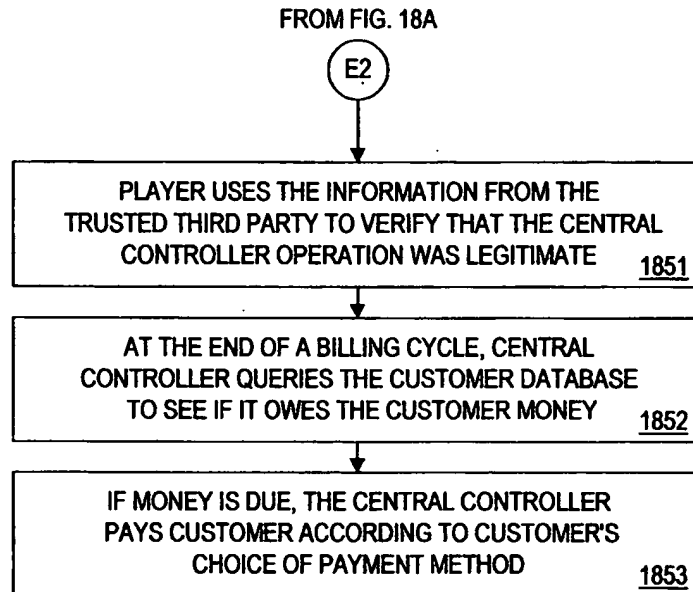 FROM FIG. 18A
E2
PLAYER USES THE INFORMATION FROM THE
TRUSTED THIRD PARTY TO VERIFY THAT THE CENTRAL
CONTROLLER OPERATION WAS LEGITIMATE
1851
AT THE END OF A BILLING CYCLE, CENTRAL
CONTROLLER QUERIES THE CUSTOMER DATABASE
TO SEE IF IT OWES THE CUSTOMER MONEY
1852
IF MONEY IS DUE, THE CENTRAL CONTROLLER
PAYS CUSTOMER ACCORDING TO CUSTOMER'S
CHOICE OF PAYMENT METHOD
1853